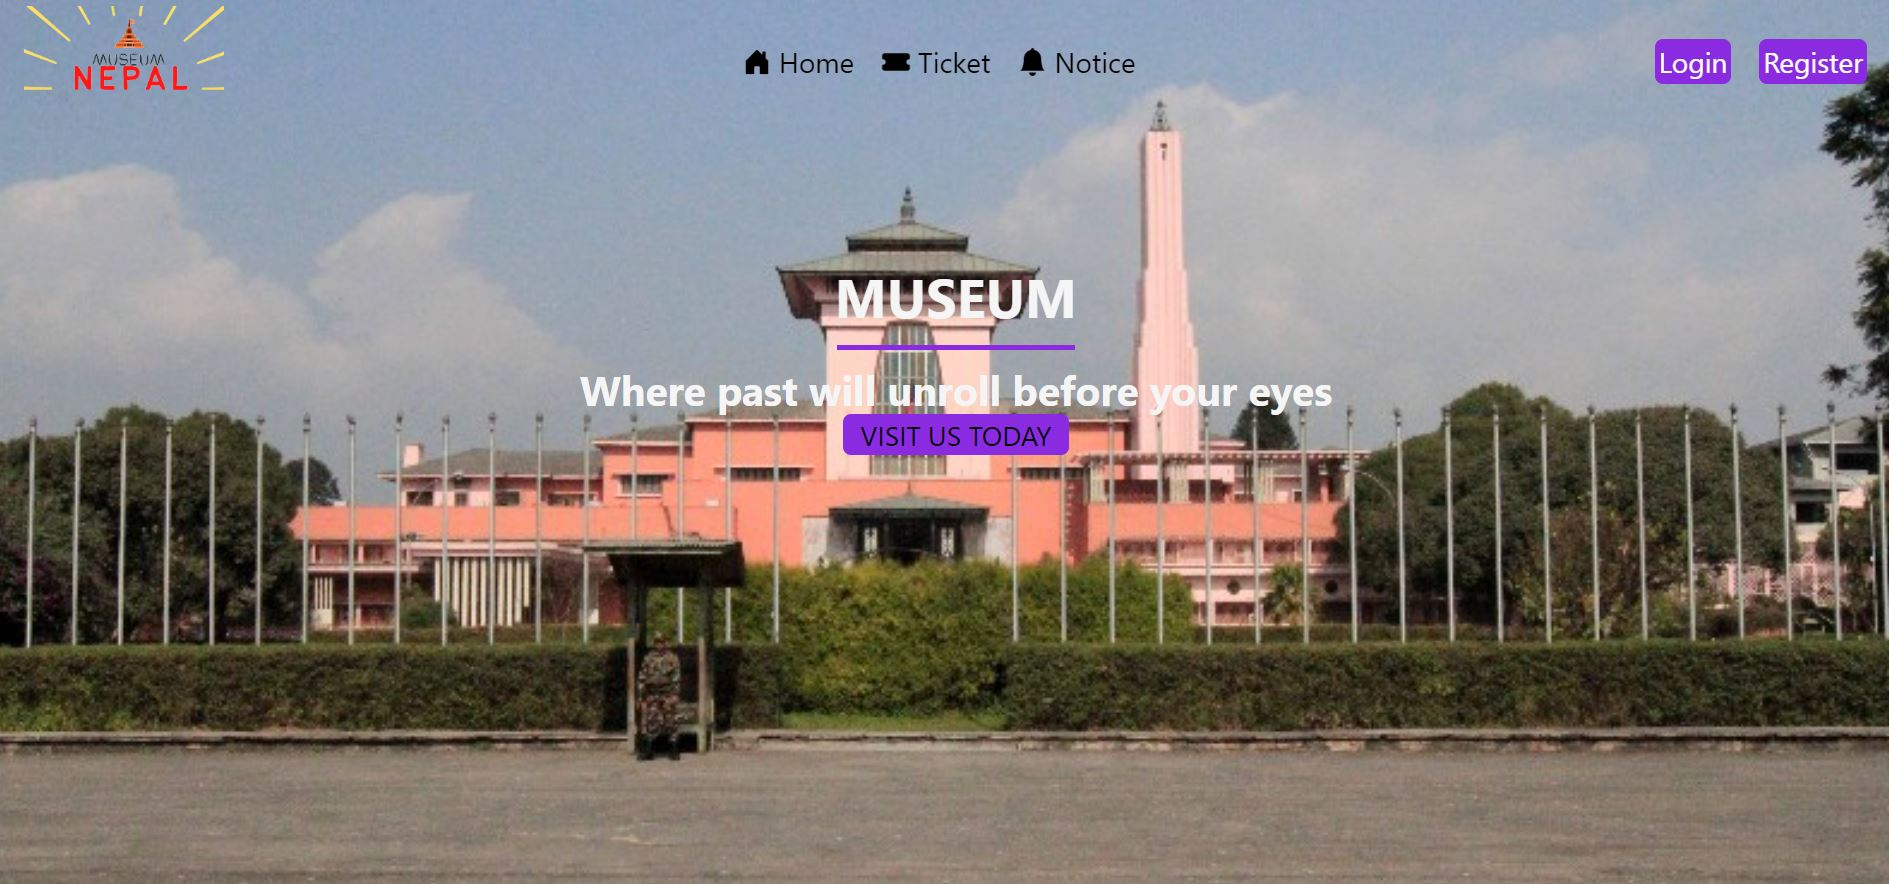 MUSEUM
NEPAL
Home Ticket Notice
Login Register
MUSEUM
Where past will unroll before your eyes
VISIT US TODAY